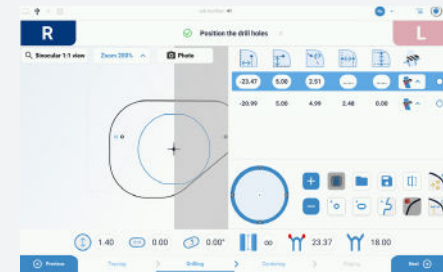 R
Position the drill holes
L
Binocular 1:1 view
Zoom 200%
Photo
-22.47 5.00 2.51
-20.99 5.00 4.99 2.48 0.00
1.40
0.00
0.00°
∞
23.37
18.00
Previous
Tracing
Drilling
Centering
Next